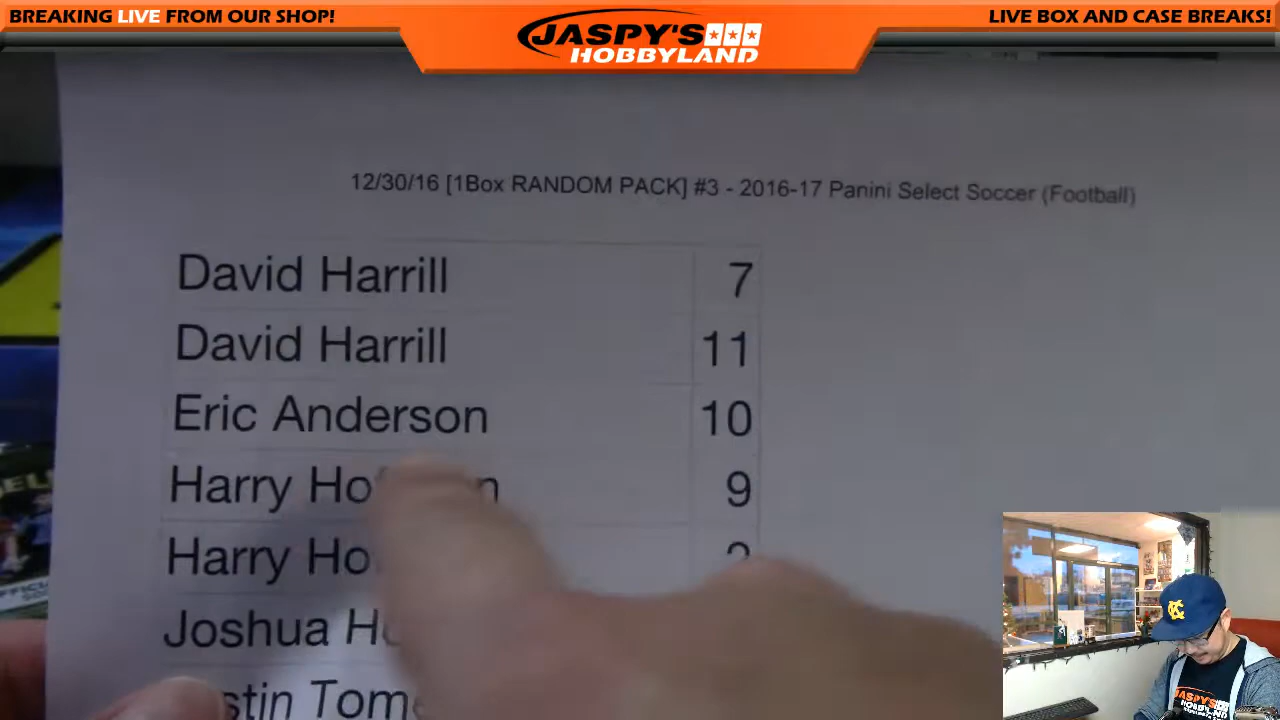 BREAKING LIVE FROM OUR SHOP!
JASPY'S
HOBBYLAND
LIVE BOX AND CASE BREAKS!
12/30/16 [1Box RANDOM PACK] #3 - 2016-17 Panini Select Soccer (Football)
David Harrill 7
David Harrill 11
Eric Anderson 10
Harry 9
Harry
Joshua
JASPY'S